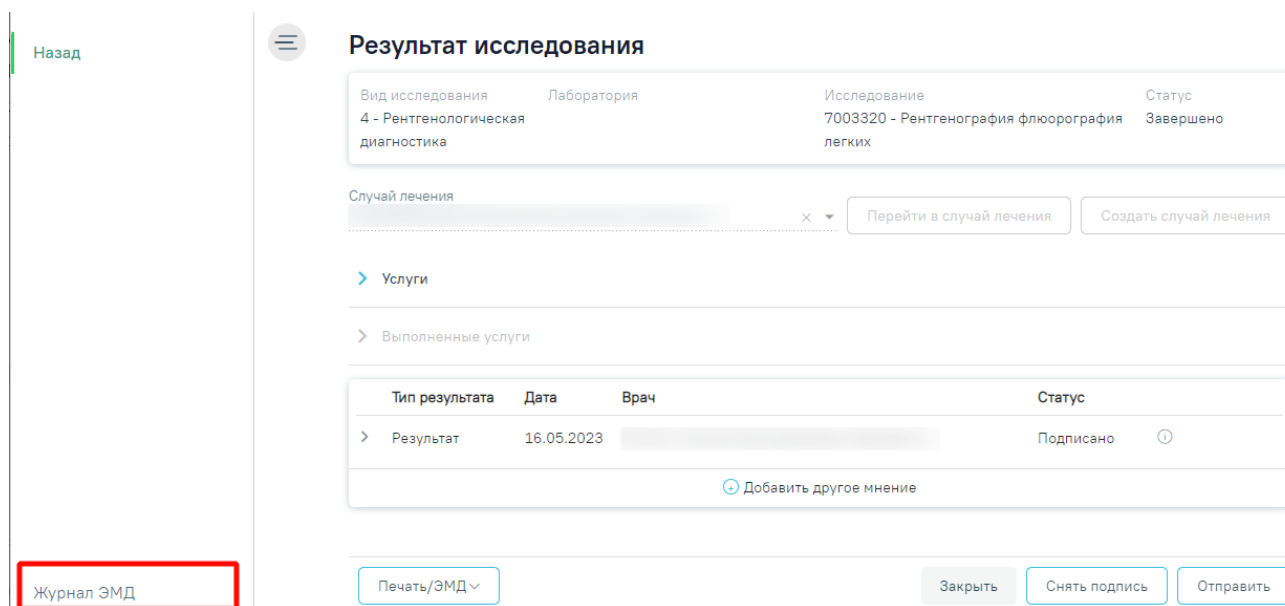 Назад
Результат исследования
Вид исследования Лаборатория Исследование Статус
4 - Рентгенологическая диагностика 7003320 - Рентгенография флюорография легких Завершено
Случай лечения
Перейти в случай лечения Создать случай лечения
Услуги
Выполненные услуги
Тип результата Дата Врач Статус
Результат 16.05.2023 Подписано
Добавить другое мнение
Журнал ЭМД
Печать/ЭМД Закрыть Снять подпись Отправить